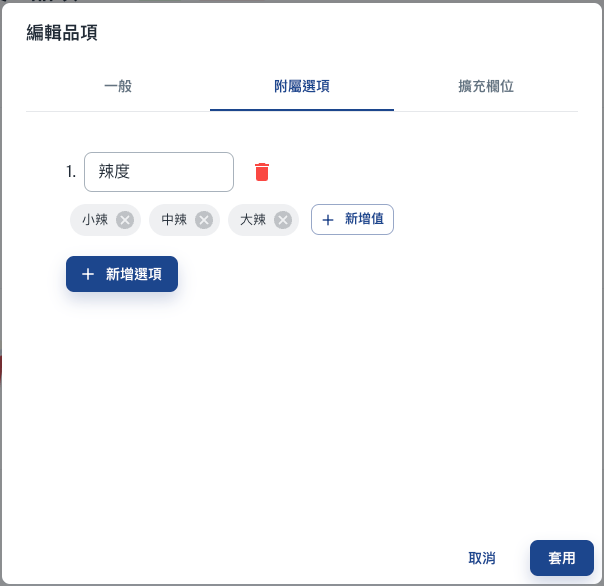 編輯品項
一般 附屬選項 擴充欄位
1. 辣度
小辣 中辣 大辣 + 新增值
+ 新增選項
取消 套用